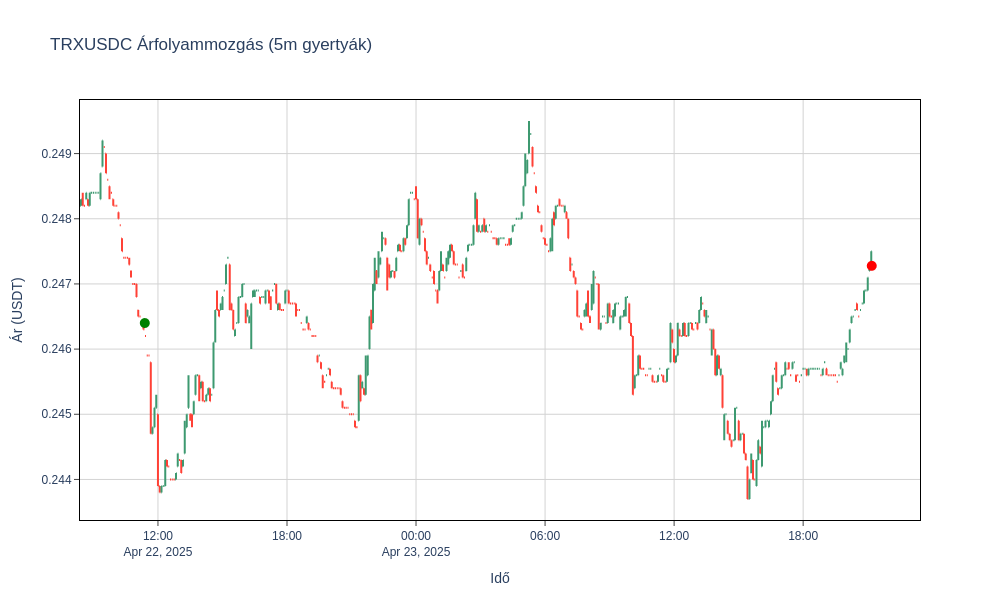 TRXUSDC Árfolyammozgás (5m gyertyák)
Ár (USDT)
0.249
0.248
0.247
0.246
0.245
0.244
12:00
Apr 22, 2025
18:00
00:00
Apr 23, 2025
06:00
12:00
18:00
Idő